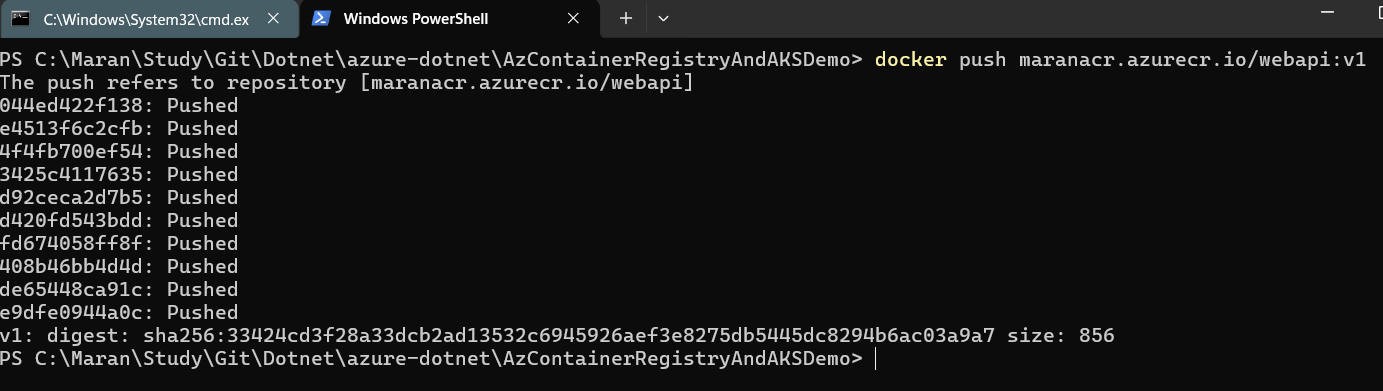 C:\Windows\System32\cmd.ex
Windows PowerShell
PS C:\Maran\Study\Git\Dotnet\azure-dotnet\AzContainerRegistryAndAKSDemo> docker push maranacr.azurecr.io/webapi:v1
The push refers to repository [maranacr.azurecr.io/webapi]
044ed422f138: Pushed
e4513f6c2cfb: Pushed
4f4fb700ef54: Pushed
3425c4117635: Pushed
d92ceca2d7b5: Pushed
d420fd543bdd: Pushed
fd674058ff8f: Pushed
408b46bb4d4d: Pushed
de65448ca91c: Pushed
e9dfe0944a0c: Pushed
v1: digest: sha256:33424cd3f28a33dcb2ad13532c6945926aef3e8275db5445dc8294b6ac03a9a7 size: 856
PS C:\Maran\Study\Git\Dotnet\azure-dotnet\AzContainerRegistryAndAKSDemo>